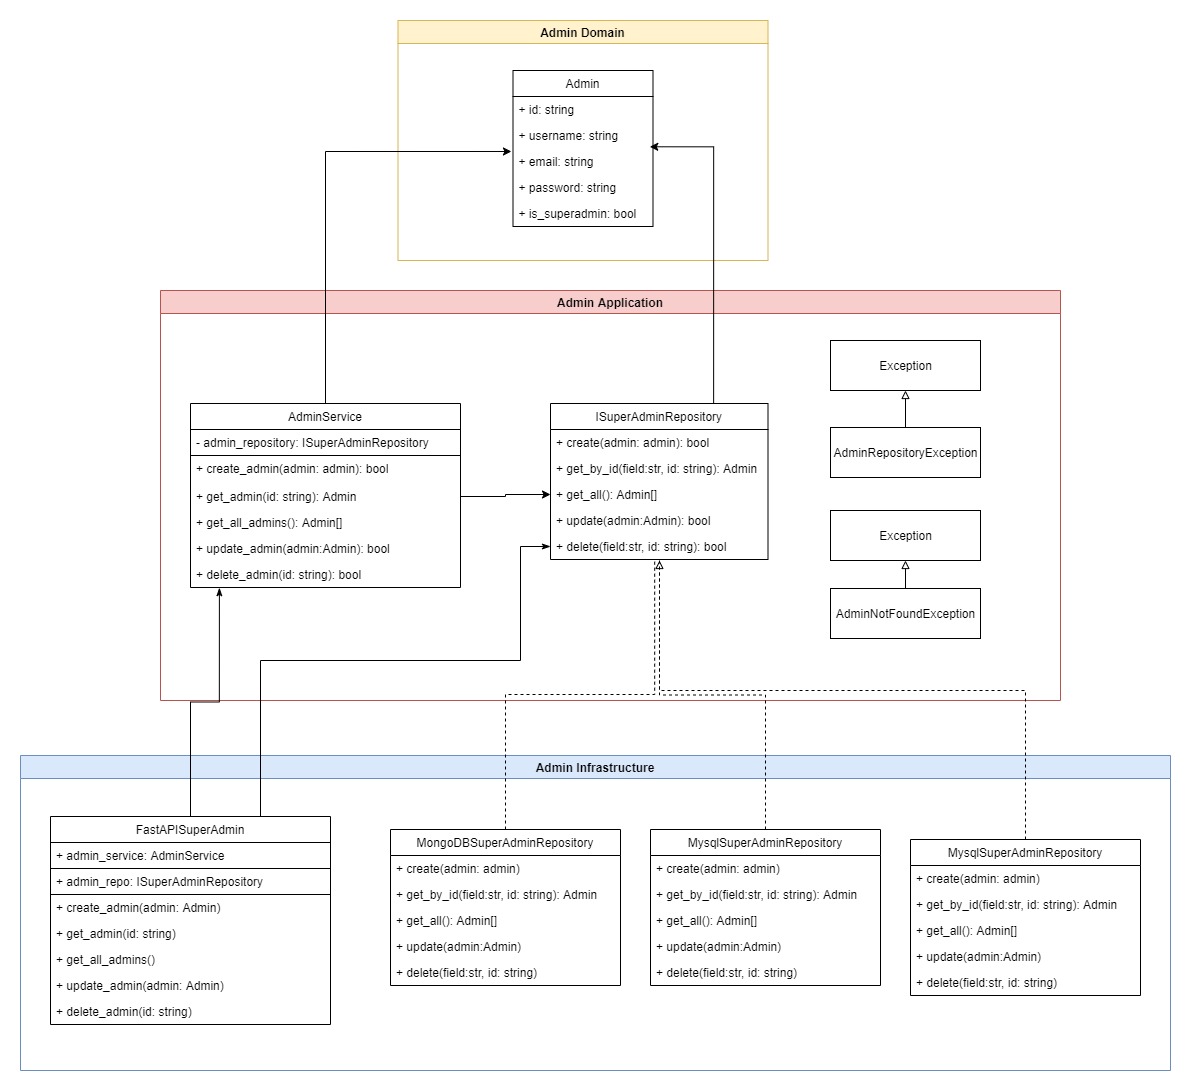 Admin Domain
Admin
+ id: string
+ username: string
+ email: string
+ password: string
+ is_superadmin: bool
Admin Application
AdminService
- admin_repository: ISuperAdminRepository
+ create_admin(admin: admin): bool
+ get_admin(id: string): Admin
+ get_all_admins(): Admin[]
+ update_admin(admin:Admin): bool
+ delete_admin(id: string): bool
ISuperAdminRepository
+ create(admin: admin): bool
+ get_by_id(field:str, id: string): Admin
+ get_all(): Admin[]
+ update(admin:Admin): bool
+ delete(field:str, id: string): bool
Exception
AdminRepositoryException
Exception
AdminNotFoundException
Admin Infrastructure
FastAPISuperAdmin
+ admin_service: AdminService
+ admin_repo: ISuperAdminRepository
+ create_admin(admin: Admin)
+ get_admin(id: string)
+ get_all_admins()
+ update_admin(admin: Admin)
+ delete_admin(id: string)
MongoDBSuperAdminRepository
+ create(admin: admin)
+ get_by_id(field:str, id: string): Admin
+ get_all(): Admin[]
+ update(admin:Admin)
+ delete(field:str, id: string)
MysqlSuperAdminRepository
+ create(admin: admin)
+ get_by_id(field:str, id: string): Admin
+ get_all(): Admin[]
+ update(admin:Admin)
+ delete(field:str, id: string)
MysqlSuperAdminRepository
+ create(admin: admin)
+ get_by_id(field:str, id: string): Admin
+ get_all(): Admin[]
+ update(admin:Admin)
+ delete(field:str, id: string)